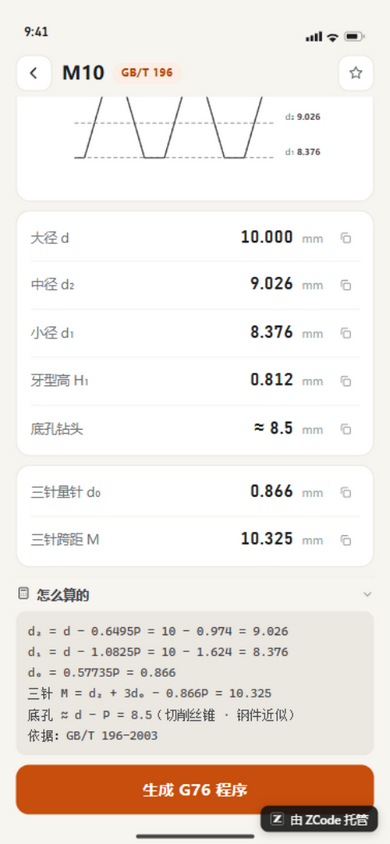 9:41
M10 GB/T 196
d₂ 9.026
d₁ 8.376
大径 d 10.000 mm
中径 d₂ 9.026 mm
小径 d₁ 8.376 mm
牙型高 H₁ 0.812 mm
底孔钻头 ≈ 8.5 mm
三针量针 d₀ 0.866 mm
三针跨距 M 10.325 mm
怎么算的
d₂ = d − 0.6495P = 10 − 0.974 = 9.026
d₁ = d − 1.0825P = 10 − 1.624 = 8.376
d₀ = 0.57735P = 0.866
三针 M = d₂ + 3d₀ − 0.866P = 10.325
底孔 ≈ d − P = 8.5（切削丝锥 · 钢件近似）
依据: GB/T 196−2003
生成 G76 程序
由 ZCode 托管